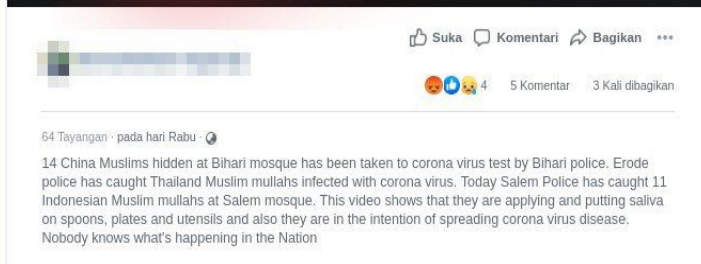 Suka Komentari Bagikan
4 5 Komentar 3 Kali dibagikan
64 Tayangan · pada hari Rabu ·
14 China Muslims hidden at Bihari mosque has been taken to corona virus test by Bihari police. Erode
police has caught Thailand Muslim mullahs infected with corona virus. Today Salem Police has caught 11
Indonesian Muslim mullahs at Salem mosque. This video shows that they are applying and putting saliva
on spoons, plates and utensils and also they are in the intention of spreading corona virus disease.
Nobody knows what's happening in the Nation